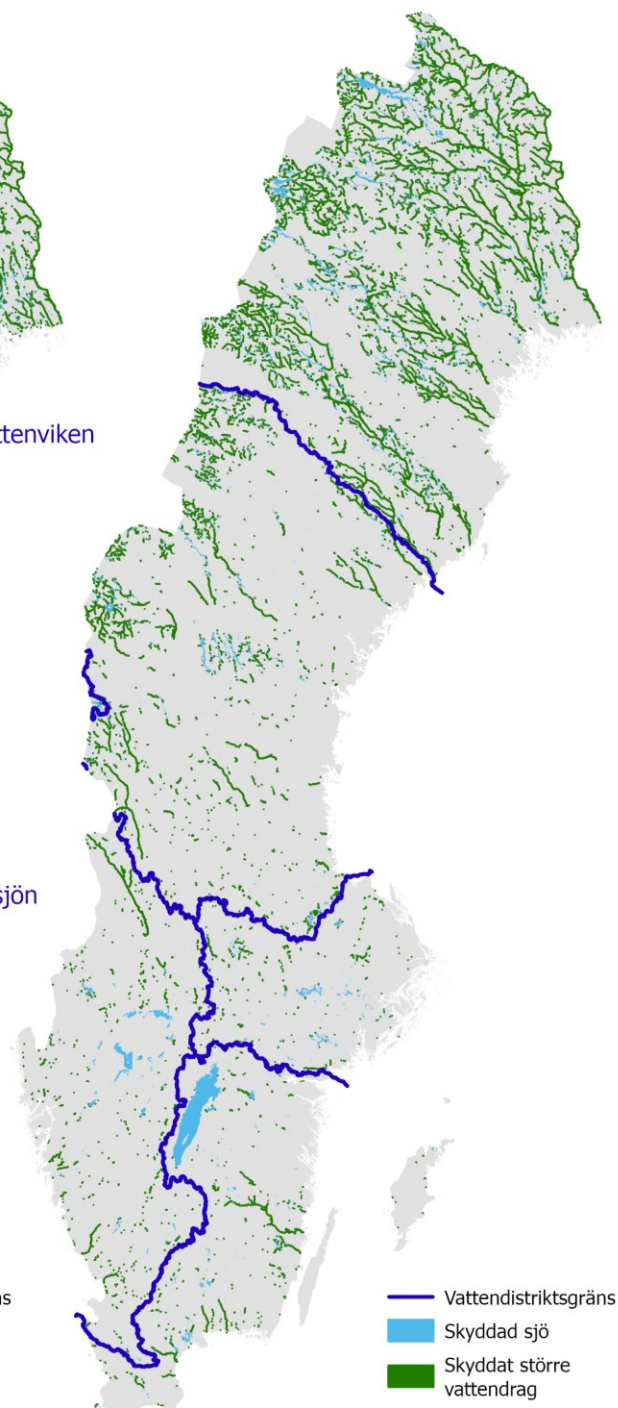 ttenviken
sjön
ns
Vattendistriktsgräns
Skyddad sjö
Skyddat större
vattendrag